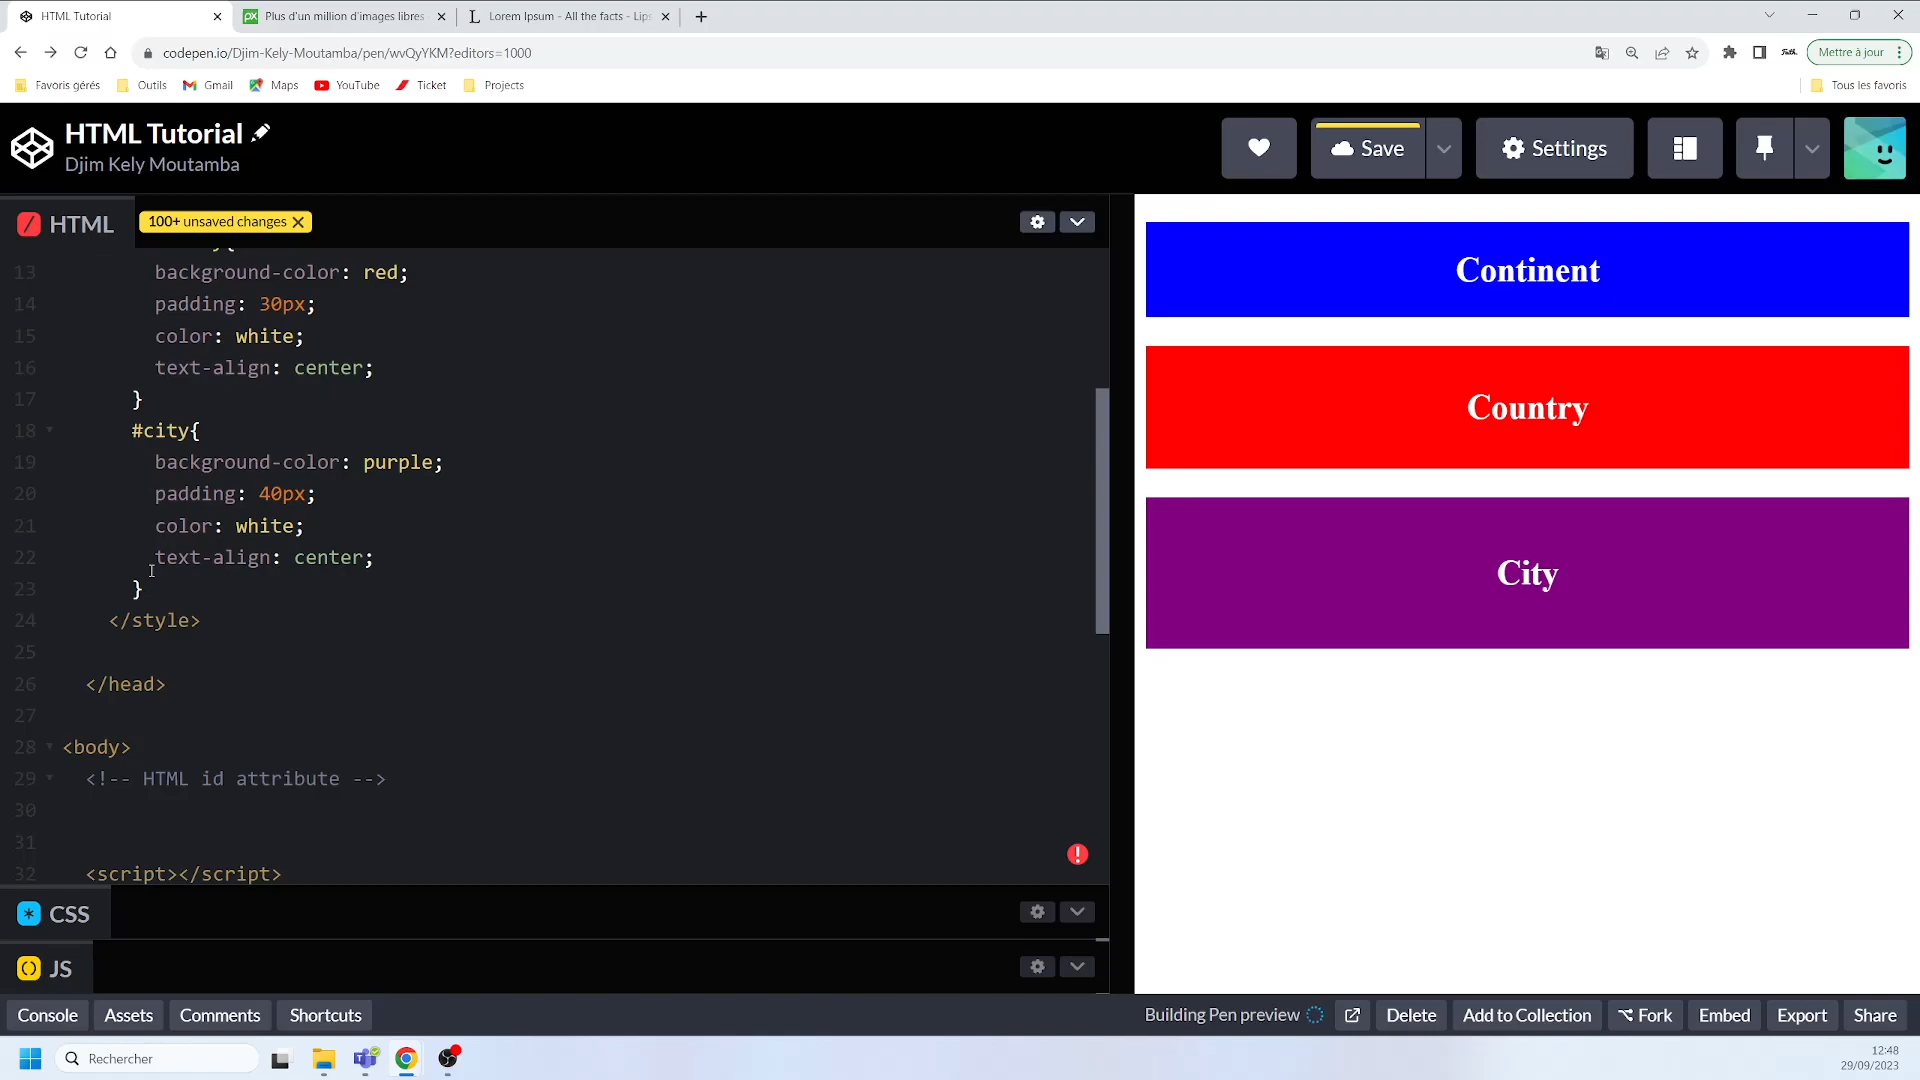 HTML Tutorial
Plus d'un million d'images libres
Lorem Ipsum - All the facts - Lips
codepen.io/Djim-Kely-Moutamba/pen/wvQyYKM?editors=1000
Mettre à jour
Favoris gérés
Outils
Gmail
Maps
YouTube
Ticket
Projects
Tous les favoris
HTML Tutorial
Djim Kely Moutamba
Save
Settings
HTML
100+ unsaved changes
13 background-color: red;
14 padding: 30px;
15 color: white;
16 text-align: center;
17 }
18 #city{
19 background-color: purple;
20 padding: 40px;
21 color: white;
22 text-align: center;
23 }
24 </style>
25
26 </head>
27
28 <body>
29 <!-- HTML id attribute -->
30
31
32 <script></script>
Continent
Country
City
CSS
JS
Console
Assets
Comments
Shortcuts
Building Pen preview
Delete
Add to Collection
Fork
Embed
Export
Share
Rechercher
12:48
29/09/2023